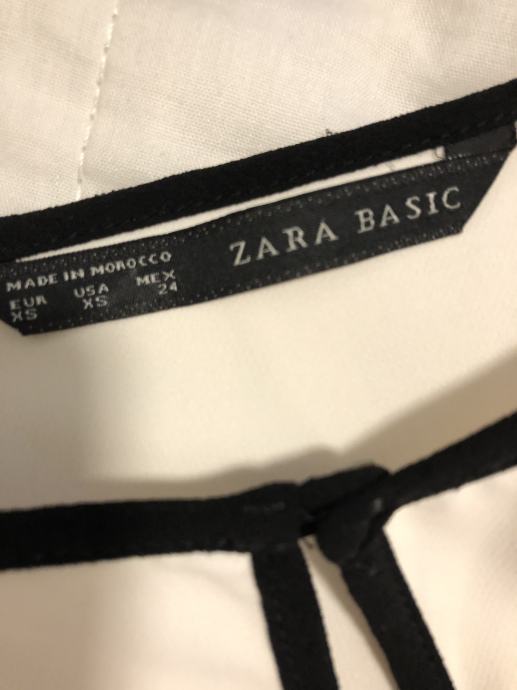 ZARA BASIC
MADE IN MOROCCO
EUR USA MEX
XS XS 24